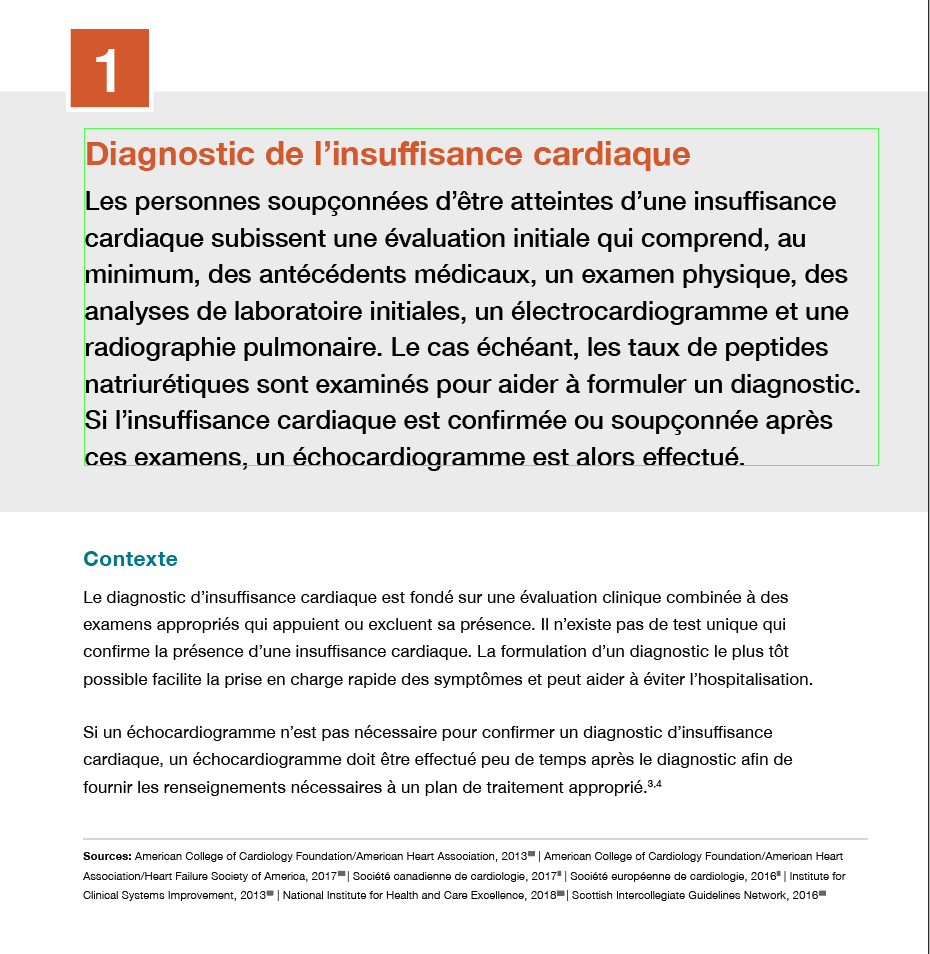 1
Diagnostic de l’insuffisance cardiaque
Les personnes soupçonnées d’être atteintes d’une insuffisance
cardiaque subissent une évaluation initiale qui comprend, au
minimum, des antécédents médicaux, un examen physique, des
analyses de laboratoire initiales, un électrocardiogramme et une
radiographie pulmonaire. Le cas échéant, les taux de peptides
natriurétiques sont examinés pour aider à formuler un diagnostic.
Si l’insuffisance cardiaque est confirmée ou soupçonnée après
ces examens, un échocardiogramme est alors effectué.
Contexte
Le diagnostic d’insuffisance cardiaque est fondé sur une évaluation clinique combinée à des
examens appropriés qui appuient ou excluent sa présence. Il n’existe pas de test unique qui
confirme la présence d’une insuffisance cardiaque. La formulation d’un diagnostic le plus tôt
possible facilite la prise en charge rapide des symptômes et peut aider à éviter l’hospitalisation.
Si un échocardiogramme n’est pas nécessaire pour confirmer un diagnostic d’insuffisance
cardiaque, un échocardiogramme doit être effectué peu de temps après le diagnostic afin de
fournir les renseignements nécessaires à un plan de traitement approprié.3,4
Sources: American College of Cardiology Foundation/American Heart Association, 2013 | American College of Cardiology Foundation/American Heart
Association/Heart Failure Society of America, 2017 | Société canadienne de cardiologie, 2017 | Société européenne de cardiologie, 2016 | Institute for
Clinical Systems Improvement, 2013 | National Institute for Health and Care Excellence, 2018 | Scottish Intercollegiate Guidelines Network, 2016